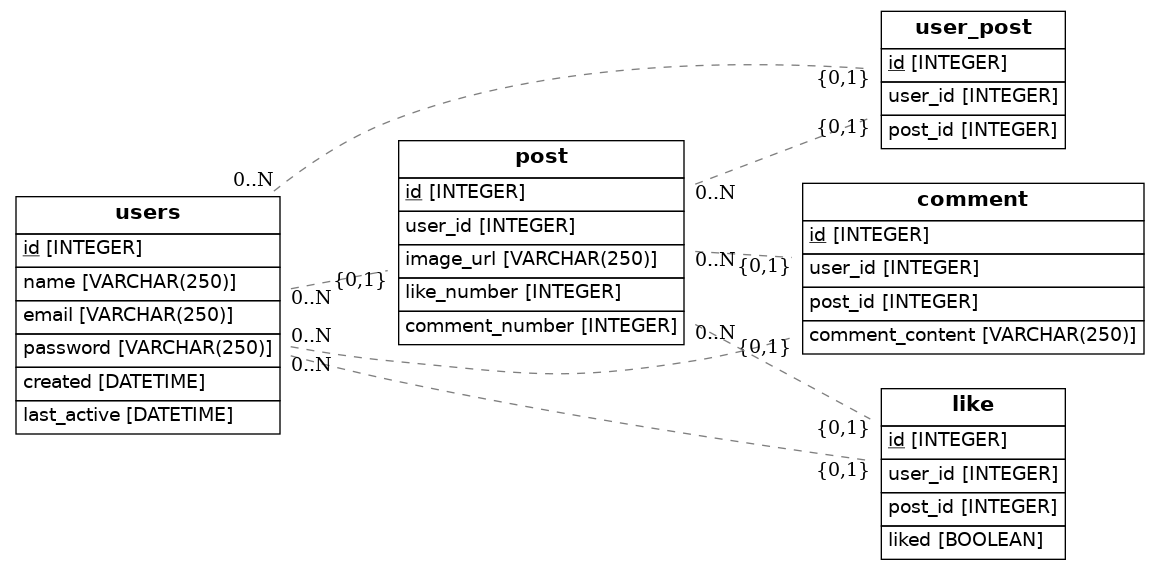 users
id [INTEGER]
name [VARCHAR(250)]
email [VARCHAR(250)]
password [VARCHAR(250)]
created [DATETIME]
last_active [DATETIME]
0..N
0..N
0..N
0..N
{0,1}
post
id [INTEGER]
user_id [INTEGER]
image_url [VARCHAR(250)]
like_number [INTEGER]
comment_number [INTEGER]
0..N
0..N
0..N
{0,1}
{0,1}
user_post
id [INTEGER]
user_id [INTEGER]
post_id [INTEGER]
{0,1}
{0,1}
comment
id [INTEGER]
user_id [INTEGER]
post_id [INTEGER]
comment_content [VARCHAR(250)]
{0,1}
{0,1}
like
id [INTEGER]
user_id [INTEGER]
post_id [INTEGER]
liked [BOOLEAN]